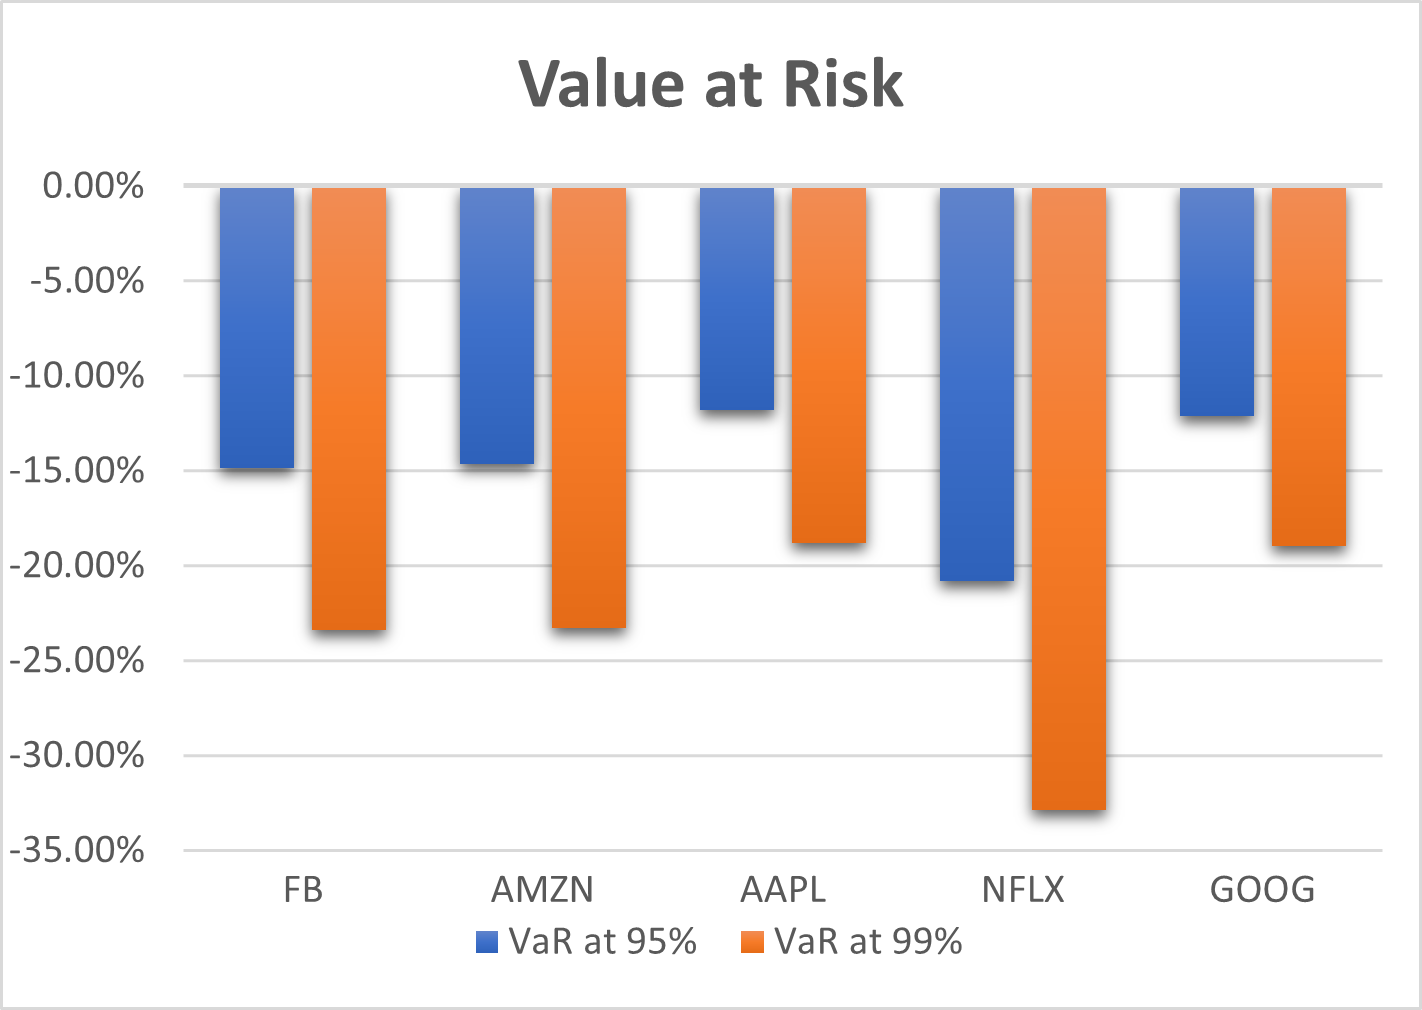 Value at Risk
0.00%
-5.00%
-10.00%
-15.00%
-20.00%
-25.00%
-30.00%
-35.00%
FB AMZN AAPL NFLX GOOG
VaR at 95% VaR at 99%